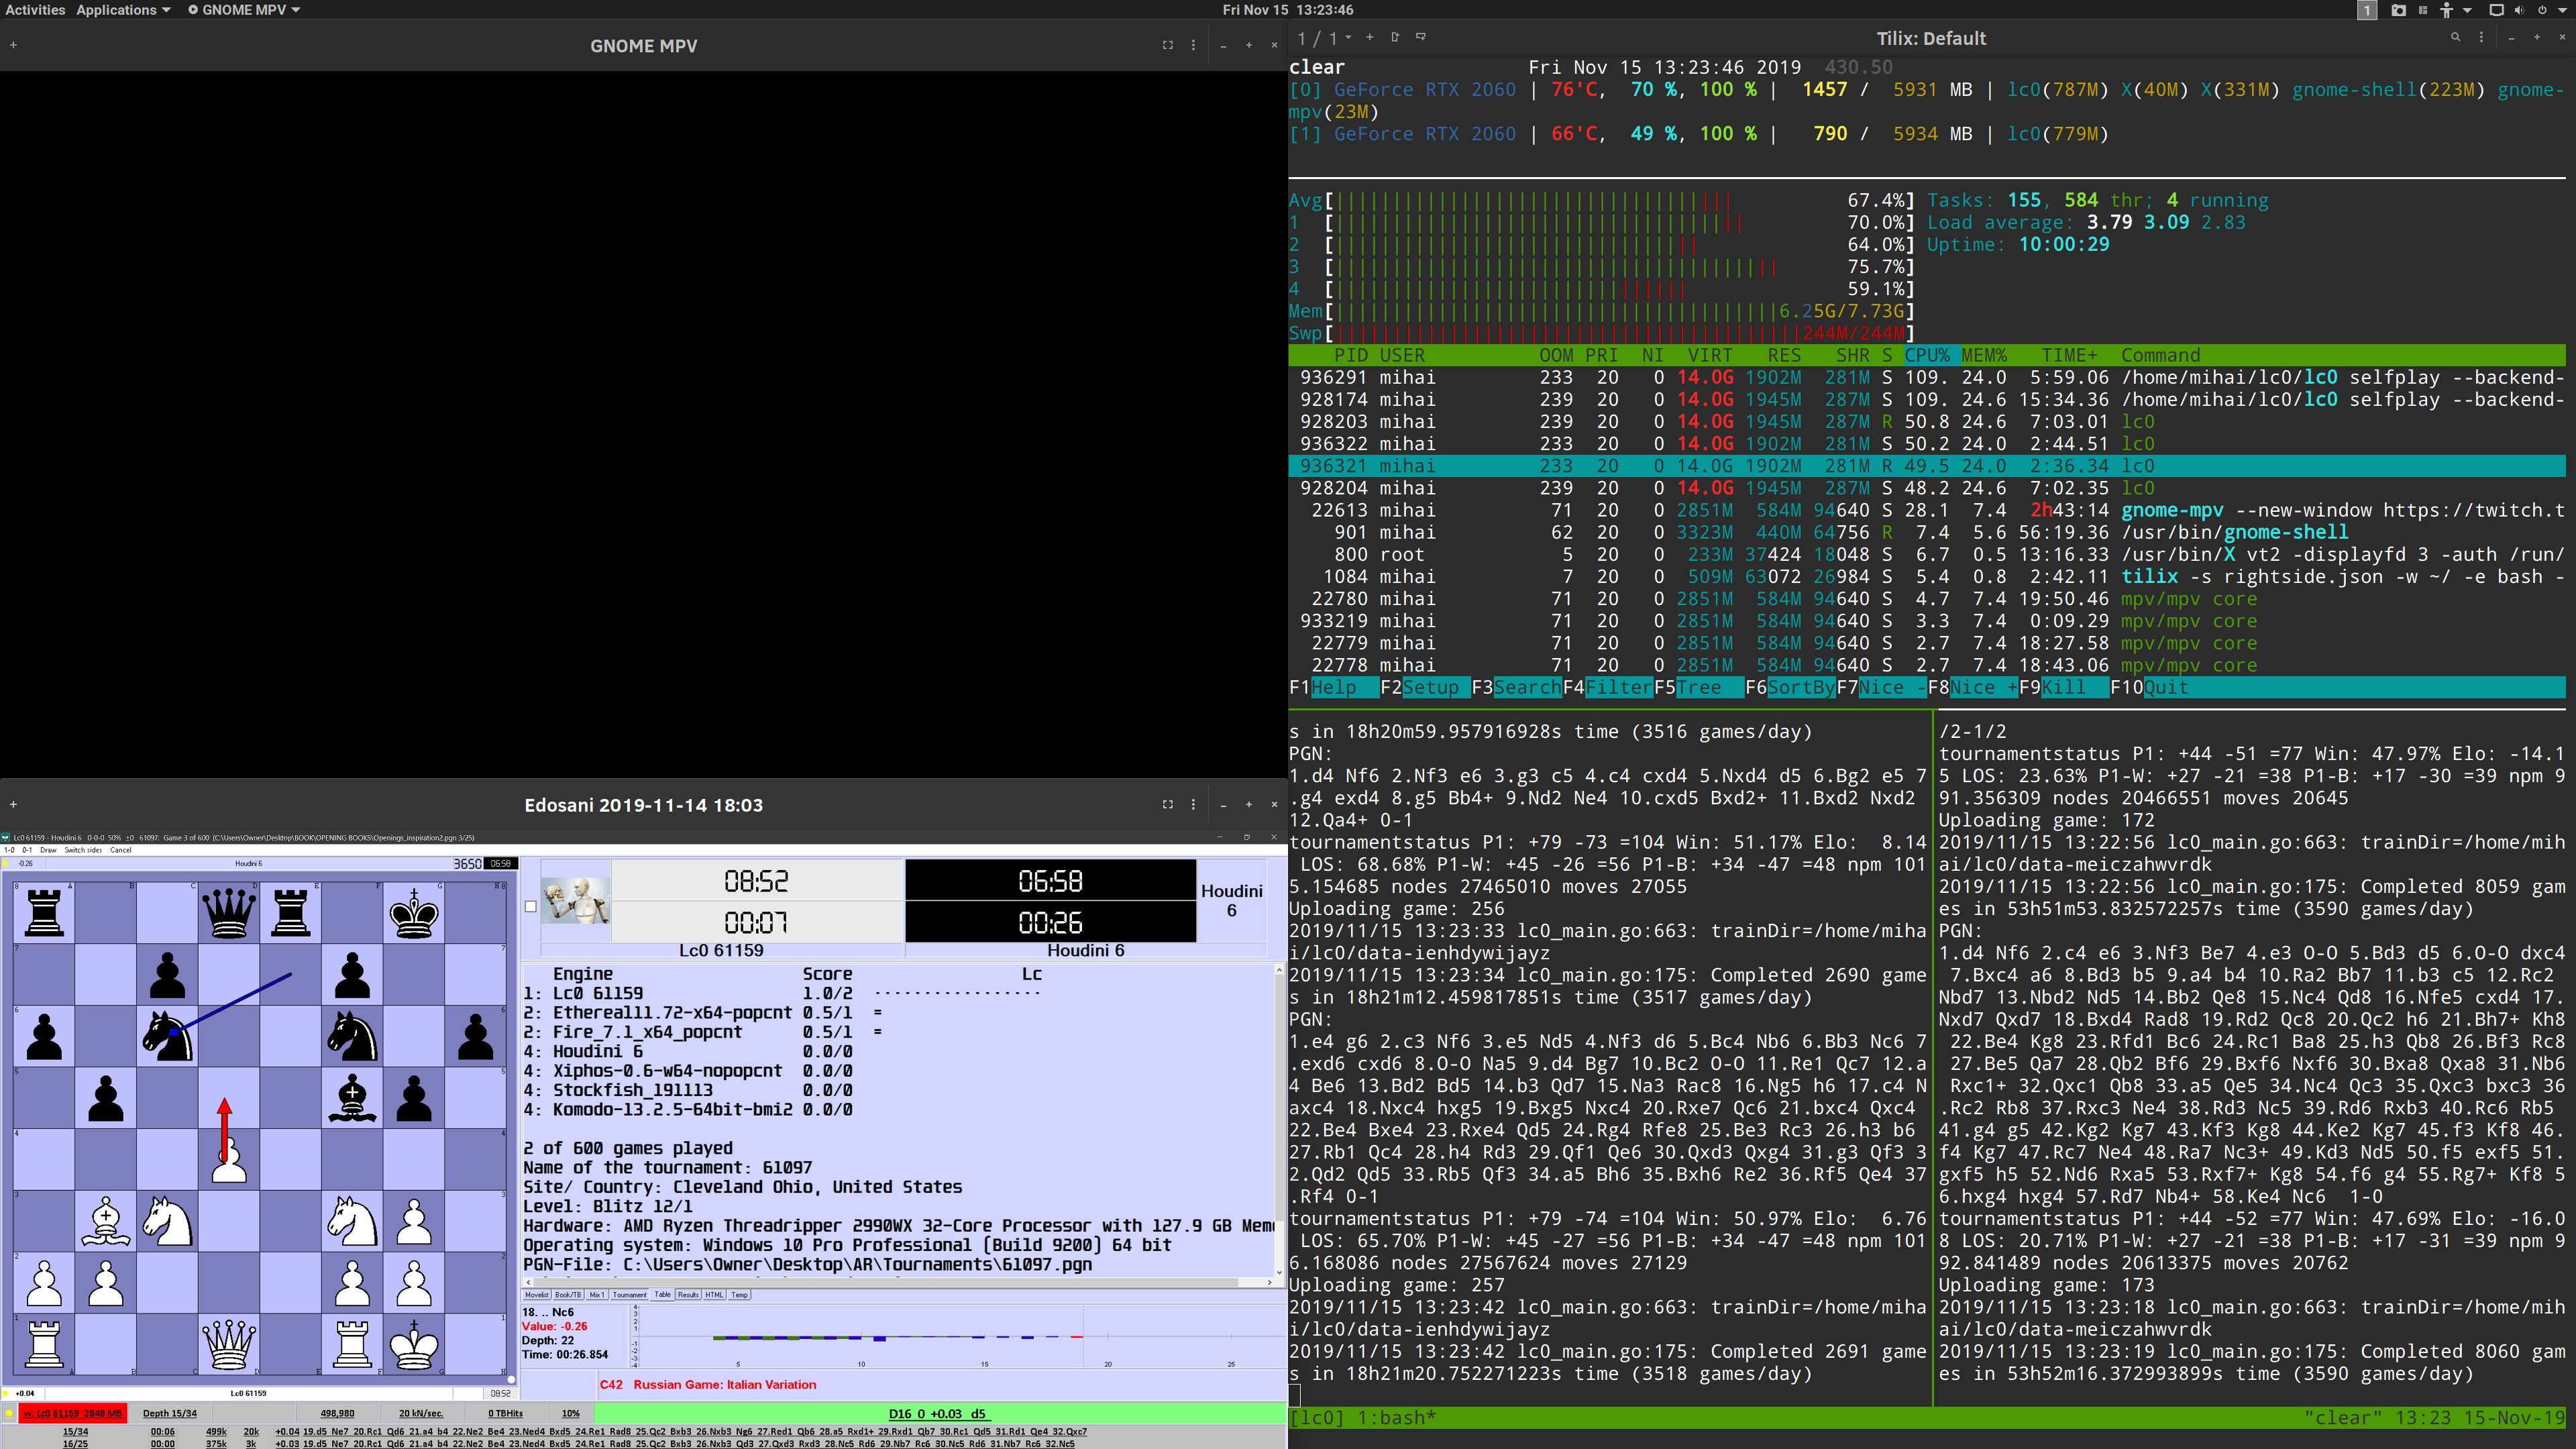 Activities Applications GNOME MPV Fri Nov 15 13:23:46 1
GNOME MPV
1 / 1 Tilix: Default
clear Fri Nov 15 13:23:46 2019 430.50
[0] GeForce RTX 2060 | 76'C, 70 %, 100 % | 1457 / 5931 MB | lc0(787M) X(40M) X(331M) gnome-shell(223M) gnome-
mpv(23M)
[1] GeForce RTX 2060 | 66'C, 49 %, 100 % | 790 / 5934 MB | lc0(779M)
Avg[ 67.4%] Tasks: 155, 584 thr; 4 running
1 [ 70.0%] Load average: 3.79 3.09 2.83
2 [ 64.0%] Uptime: 10:00:29
3 [ 75.7%]
4 [ 59.1%]
Mem[ 6.25G/7.73G]
Swp[ 244M/244M]
PID USER OOM PRI NI VIRT RES SHR S CPU% MEM% TIME+ Command
936291 mihai 233 20 0 14.0G 1902M 281M S 109. 24.0 5:59.06 /home/mihai/lc0/lc0 selfplay --backend-
928174 mihai 239 20 0 14.0G 1945M 287M S 109. 24.6 15:34.36 /home/mihai/lc0/lc0 selfplay --backend-
928203 mihai 239 20 0 14.0G 1945M 287M R 50.8 24.6 7:03.01 lc0
936322 mihai 233 20 0 14.0G 1902M 281M S 50.2 24.0 2:44.51 lc0
936321 mihai 233 20 0 14.0G 1902M 281M R 49.5 24.0 2:36.34 lc0
928204 mihai 239 20 0 14.0G 1945M 287M S 48.2 24.6 7:02.35 lc0
22613 mihai 71 20 0 2851M 584M 94640 S 28.1 7.4 2h43:14 gnome-mpv --new-window https://twitch.t
901 mihai 62 20 0 3323M 440M 64756 R 7.4 5.6 56:19.36 /usr/bin/gnome-shell
800 root 5 20 0 233M 37424 18048 S 6.7 0.5 13:16.33 /usr/bin/X vt2 -displayfd 3 -auth /run/
1084 mihai 7 20 0 509M 63072 26984 S 5.4 0.8 2:42.11 tilix -s rightside.json -w ~/ -e bash -
22780 mihai 71 20 0 2851M 584M 94640 S 4.7 7.4 19:50.46 mpv/mpv core
933219 mihai 71 20 0 2851M 584M 94640 S 3.3 7.4 0:09.29 mpv/mpv core
22779 mihai 71 20 0 2851M 584M 94640 S 2.7 7.4 18:27.58 mpv/mpv core
22778 mihai 71 20 0 2851M 584M 94640 S 2.7 7.4 18:43.06 mpv/mpv core
F1Help F2Setup F3SearchF4FilterF5Tree F6SortByF7Nice -F8Nice +F9Kill F10Quit
s in 18h20m59.957916928s time (3516 games/day)
PGN:
1.d4 Nf6 2.Nf3 e6 3.g3 c5 4.c4 cxd4 5.Nxd4 d5 6.Bg2 e5 7
.g4 exd4 8.g5 Bb4+ 9.Nd2 Ne4 10.cxd5 Bxd2+ 11.Bxd2 Nxd2
12.Qa4+ 0-1
tournamentstatus P1: +79 -73 =104 Win: 51.17% Elo: 8.14
LOS: 68.68% P1-W: +45 -26 =56 P1-B: +34 -47 =48 npm 101
5.154685 nodes 27465010 moves 27055
Uploading game: 256
2019/11/15 13:23:33 lc0_main.go:663: trainDir=/home/miha
i/lc0/data-ienhdywijayz
2019/11/15 13:23:34 lc0_main.go:175: Completed 2690 game
s in 18h21m12.459817851s time (3517 games/day)
PGN:
1.e4 g6 2.c3 Nf6 3.e5 Nd5 4.Nf3 d6 5.Bc4 Nb6 6.Bb3 Nc6 7
.exd6 cxd6 8.O-O Na5 9.d4 Bg7 10.Bc2 O-O 11.Re1 Qc7 12.a
4 Be6 13.Bd2 Bd5 14.b3 Qd7 15.Na3 Rac8 16.Ng5 h6 17.c4 N
axc4 18.Nxc4 hxg5 19.Bxg5 Nxc4 20.Rxe7 Qc6 21.bxc4 Qxc4
22.Be4 Bxe4 23.Rxe4 Qd5 24.Rg4 Rfe8 25.Be3 Rc3 26.h3 b6
27.Rb1 Qc4 28.h4 Rd3 29.Qf1 Qe6 30.Qxd3 Qxg4 31.g3 Qf3 3
2.Qd2 Qd5 33.Rb5 Qf3 34.a5 Bh6 35.Bxh6 Re2 36.Rf5 Qe4 37
.Rf4 0-1
tournamentstatus P1: +79 -74 =104 Win: 50.97% Elo: 6.76
LOS: 65.70% P1-W: +45 -27 =56 P1-B: +34 -47 =48 npm 101
6.168086 nodes 27567624 moves 27129
Uploading game: 257
2019/11/15 13:23:42 lc0_main.go:663: trainDir=/home/miha
i/lc0/data-ienhdywijayz
2019/11/15 13:23:42 lc0_main.go:175: Completed 2691 game
s in 18h21m20.752271223s time (3518 games/day)
/2-1/2
tournamentstatus P1: +44 -51 =77 Win: 47.97% Elo: -14.1
5 LOS: 23.63% P1-W: +27 -21 =38 P1-B: +17 -30 =39 npm 9
91.356309 nodes 20466551 moves 20645
Uploading game: 172
2019/11/15 13:22:56 lc0_main.go:663: trainDir=/home/mih
ai/lc0/data-meiczahwvrdk
2019/11/15 13:22:56 lc0_main.go:175: Completed 8059 gam
es in 53h51m53.832572257s time (3590 games/day)
PGN:
1.d4 Nf6 2.c4 e6 3.Nf3 Be7 4.e3 O-O 5.Bd3 d5 6.O-O dxc4
7.Bxc4 a6 8.Bd3 b5 9.a4 b4 10.Ra2 Bb7 11.b3 c5 12.Rc2
Nbd7 13.Nbd2 Nd5 14.Bb2 Qe8 15.Nc4 Qd8 16.Nfe5 cxd4 17.
Nxd7 Qxd7 18.Bxd4 Rad8 19.Rd2 Qc8 20.Qc2 h6 21.Bh7+ Kh8
22.Be4 Kg8 23.Rfd1 Bc6 24.Rc1 Ba8 25.h3 Qb8 26.Bf3 Rc8
27.Be5 Qa7 28.Qb2 Bf6 29.Bxf6 Nxf6 30.Bxa8 Qxa8 31.Nb6
Rxc1+ 32.Qxc1 Qb8 33.a5 Qe5 34.Nc4 Qc3 35.Qxc3 bxc3 36
.Rc2 Rb8 37.Rxc3 Ne4 38.Rd3 Nc5 39.Rd6 Rxb3 40.Rc6 Rb5
41.g4 g5 42.Kg2 Kg7 43.Kf3 Kg8 44.Ke2 Kg7 45.f3 Kf8 46.
f4 Kg7 47.Rc7 Ne4 48.Ra7 Nc3+ 49.Kd3 Nd5 50.f5 exf5 51.
gxf5 h5 52.Nd6 Rxa5 53.Rxf7+ Kg8 54.f6 g4 55.Rg7+ Kf8 5
6.hxg4 hxg4 57.Rd7 Nb4+ 58.Ke4 Nc6 1-0
tournamentstatus P1: +44 -52 =77 Win: 47.69% Elo: -16.0
8 LOS: 20.71% P1-W: +27 -21 =38 P1-B: +17 -31 =39 npm 9
92.841489 nodes 20613375 moves 20762
Uploading game: 173
2019/11/15 13:23:18 lc0_main.go:663: trainDir=/home/mih
ai/lc0/data-meiczahwvrdk
2019/11/15 13:23:19 lc0_main.go:175: Completed 8060 gam
es in 53h52m16.372993899s time (3590 games/day)
[lc0] 1:bash* "clear" 13:23 15-Nov-19
Edosani 2019-11-14 18:03
Lc0 61159 - Houdini 6 0-0-0 50% ±0 61097: Game 3 of 600 (C:\Users\Owner\Desktop\BOOK\OPENING BOOKS\Openings_inspiration2.pgn 3/25)
1-0 0-1 Draw Switch sides Cancel
-0.26 Houdini 6 3650 06:58
08:52 06:58 Houdini
00:07 00:26 6
Lc0 61159 Houdini 6
Engine Score Lc
1: Lc0 61159 1.0/2 ·················
2: Ethereal11.72-x64-popcnt 0.5/1 =
2: Fire_7.1_x64_popcnt 0.5/1 =
4: Houdini 6 0.0/0
4: Xiphos-0.6-w64-nopopcnt 0.0/0
4: Stockfish_191113 0.0/0
4: Komodo-13.2.5-64bit-bmi2 0.0/0
2 of 600 games played
Name of the tournament: 61097
Site/ Country: Cleveland Ohio, United States
Level: Blitz 12/1
Hardware: AMD Ryzen Threadripper 2990WX 32-Core Processor with 127.9 GB Mem
Operating system: Windows 10 Pro Professional (Build 9200) 64 bit
PGN-File: C:\Users\Owner\Desktop\AR\Tournaments\61097.pgn
Movelist Book/TB Mix 1 Tournament Table Results HTML Temp
18. .. Nc6
Value: -0.26
Depth: 22
Time: 00:26.854
5 10 15 20 25
C42 Russian Game: Italian Variation
+0.04 Lc0 61159 08:52
w: Lc0 61159, 2848 MB Depth 15/34 498,980 20 kN/sec. 0 TBHits 10% D16 0 +0.03 d5
15/34 00:06 499k 20k +0.04 19.d5 Ne7 20.Rc1 Qd6 21.a4 b4 22.Ne2 Be4 23.Ned4 Bxd5 24.Re1 Rad8 25.Qc2 Bxb3 26.Nxb3 Ng6 27.Red1 Qb6 28.a5 Rxd1+ 29.Rxd1 Qb7 30.Rc1 Qd5 31.Rd1 Qe4 32.Qxc7
16/25 00:00 375k 3k +0.03 19.d5 Ne7 20.Rc1 Qd6 21.a4 b4 22.Ne2 Be4 23.Ned4 Bxd5 24.Re1 Rad8 25.Qc2 Bxb3 26.Nxb3 Qd3 27.Qxd3 Rxd3 28.Nc5 Rd6 29.Nb7 Rc6 30.Nc5 Rd6 31.Nb7 Rc6 32.Nc5